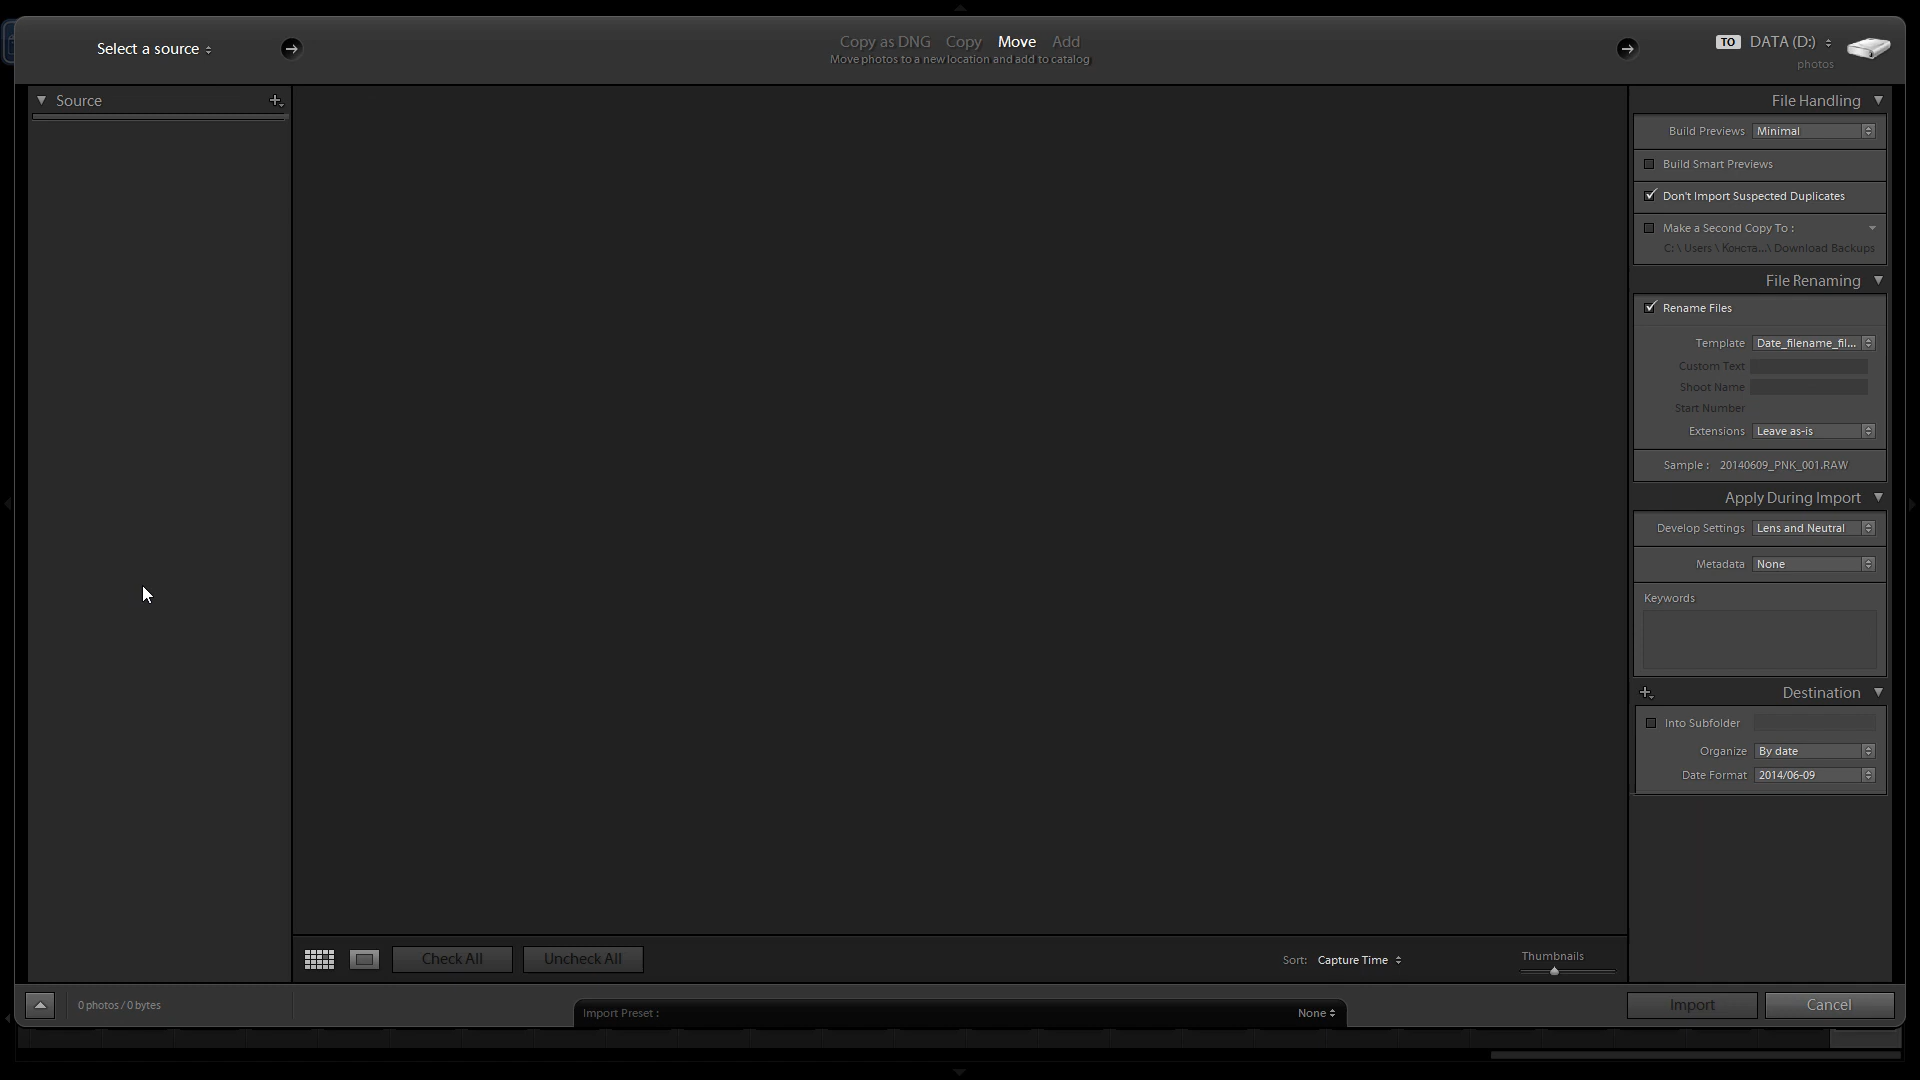 Select a source
Copy as DNG Copy Move Add
Move photos to a new location and add to catalog
TO DATA (D:)
photos
Source
File Handling
Build Previews Minimal
Build Smart Previews
Don't Import Suspected Duplicates
Make a Second Copy To :
C: \ Users \ Конста...\ Download Backups
File Renaming
Rename Files
Template Date_filename_fil...
Custom Text
Shoot Name
Start Number
Extensions Leave as-is
Sample : 20140609_PNK_001.RAW
Apply During Import
Develop Settings Lens and Neutral
Metadata None
Keywords
Destination
Into Subfolder
Organize By date
Date Format 2014/06-09
Check All Uncheck All
Sort: Capture Time
Thumbnails
0 photos / 0 bytes
Import Preset : None
Import Cancel